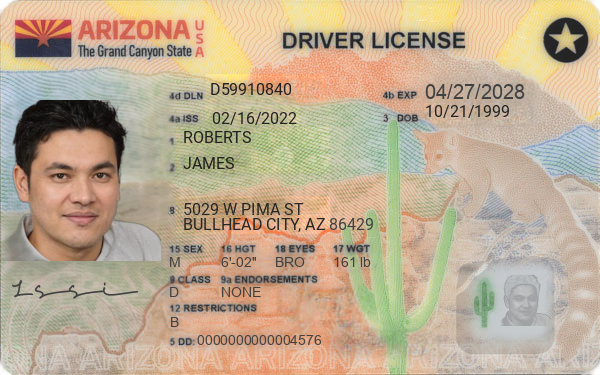 ARIZONA USA
The Grand Canyon State
DRIVER LICENSE
4d DLN D59910840
4b EXP 04/27/2028
4a ISS 02/16/2022
3 DOB 10/21/1999
1 ROBERTS
2 JAMES
8 5029 W PIMA ST
BULLHEAD CITY, AZ 86429
15 SEX M
16 HGT 6'-02"
18 EYES BRO
17 WGT 161 lb
9 CLASS D
9a ENDORSEMENTS NONE
12 RESTRICTIONS
B
5 DD: 0000000000004576
ARIZONA ARIZONA ARIZONA ARIZONA